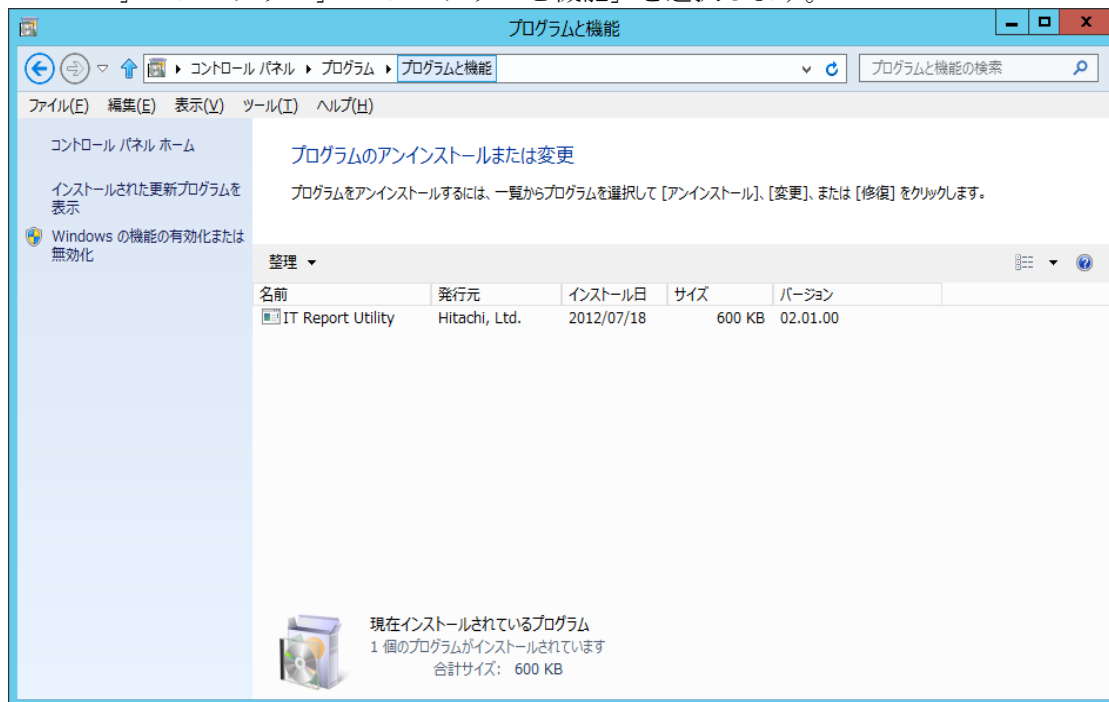 プログラムと機能
コントロール パネル プログラム プログラムと機能 プログラムと機能の検索
ファイル(F) 編集(E) 表示(V) ツール(T) ヘルプ(H)
コントロール パネル ホーム
インストールされた更新プログラムを
表示
Windows の機能の有効化または
無効化
プログラムのアンインストールまたは変更
プログラムをアンインストールするには、一覧からプログラムを選択して [アンインストール]、[変更]、または [修復] をクリックします。
整理
名前 発行元 インストール日 サイズ バージョン
IT Report Utility Hitachi, Ltd. 2012/07/18 600 KB 02.01.00
現在インストールされているプログラム
1 個のプログラムがインストールされています
合計サイズ: 600 KB